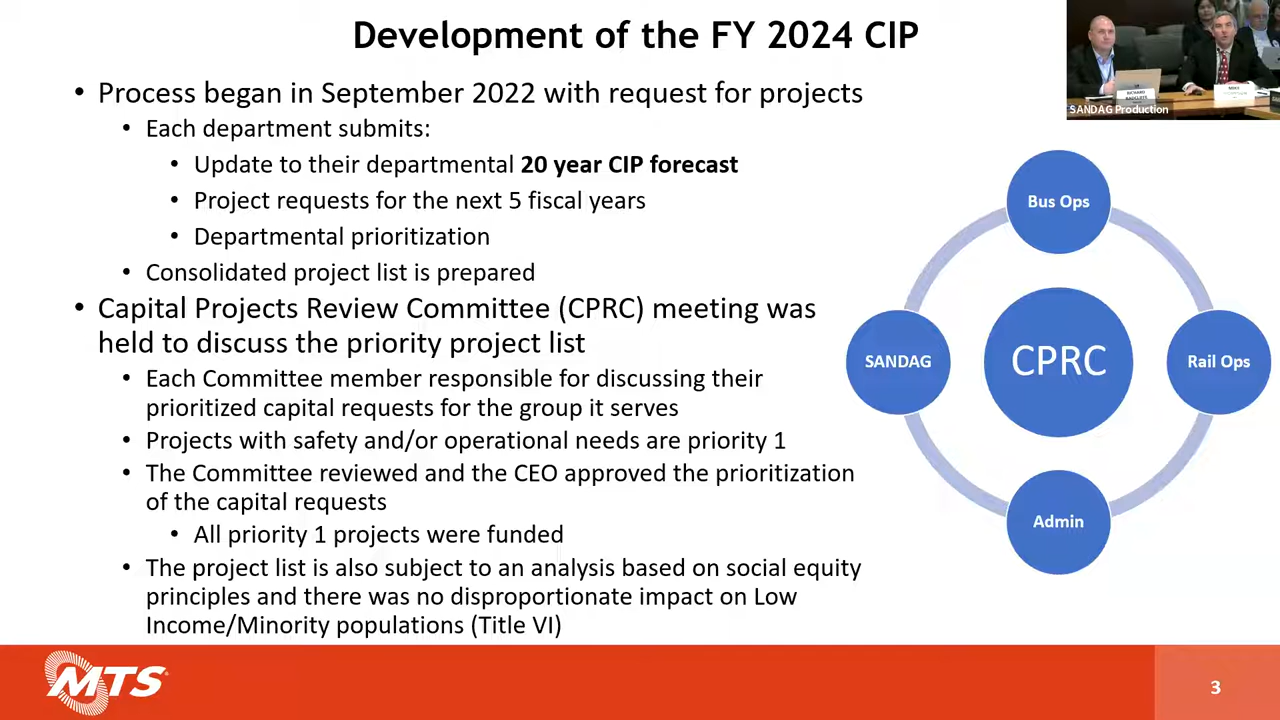 Development of the FY 2024 CIP
• Process began in September 2022 with request for projects
• Each department submits:
• Update to their departmental 20 year CIP forecast
• Project requests for the next 5 fiscal years
• Departmental prioritization
• Consolidated project list is prepared
• Capital Projects Review Committee (CPRC) meeting was
held to discuss the priority project list
• Each Committee member responsible for discussing their
prioritized capital requests for the group it serves
• Projects with safety and/or operational needs are priority 1
• The Committee reviewed and the CEO approved the prioritization
of the capital requests
• All priority 1 projects were funded
• The project list is also subject to an analysis based on social equity
principles and there was no disproportionate impact on Low
Income/Minority populations (Title VI)
SANDAG Production
Bus Ops
SANDAG
CPRC
Rail Ops
Admin
MTS
3